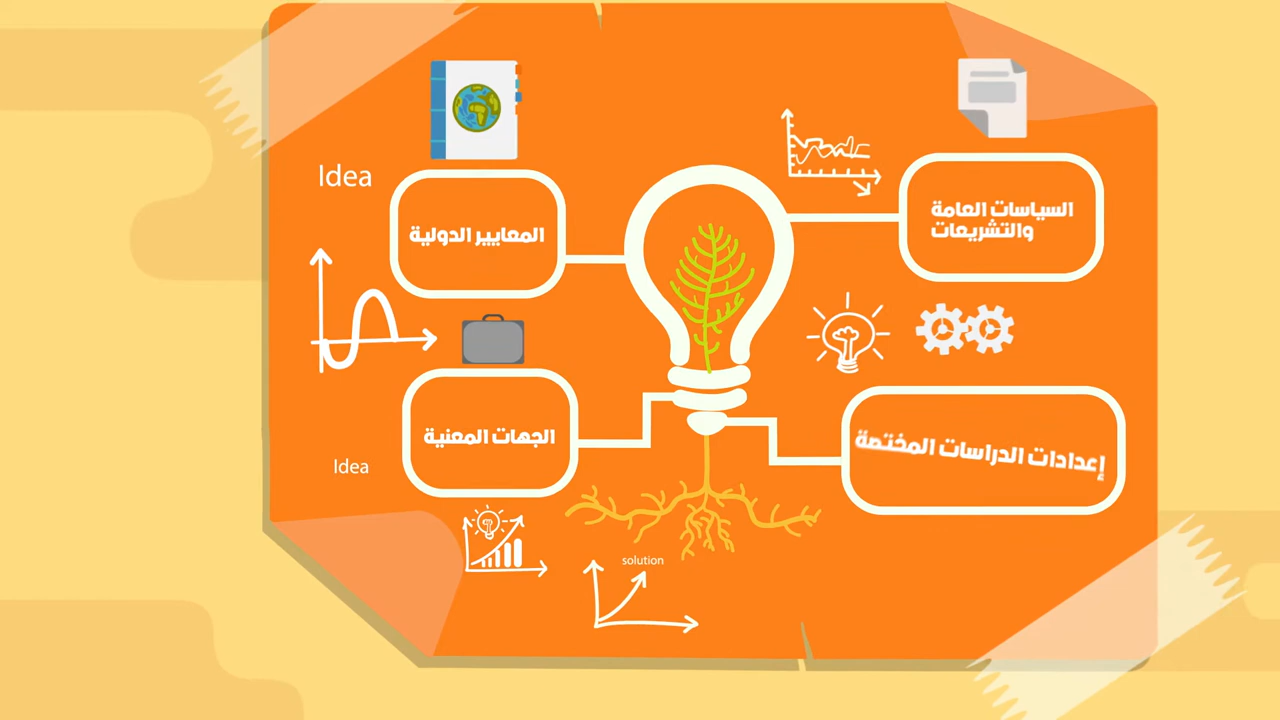 Idea
المعايير الدولية
السياسات العامة
والتشريعات
الجهات المعنية
إعدادات الدراسات المختصة
Idea
solution